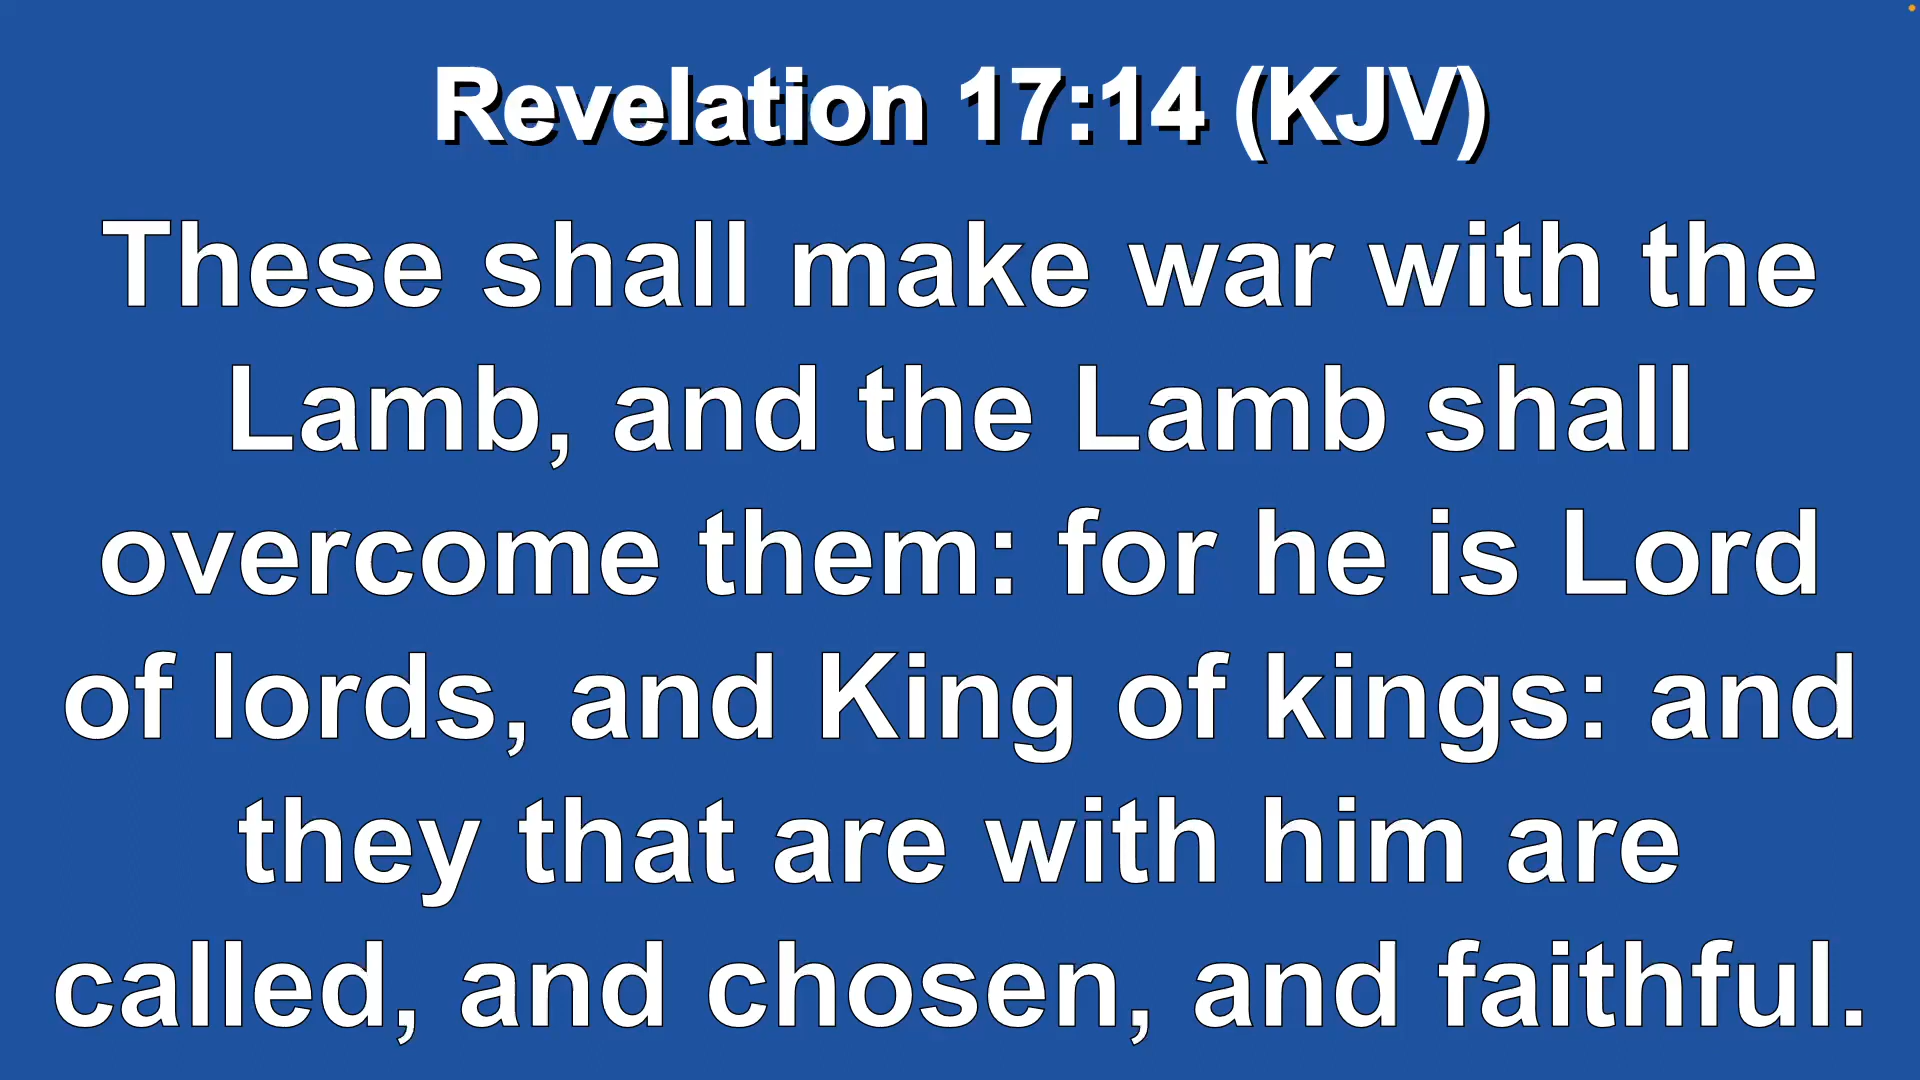 Revelation 17:14 (KJV)
These shall make war with the
Lamb, and the Lamb shall
overcome them: for he is Lord
of lords, and King of kings: and
they that are with him are
called, and chosen, and faithful.